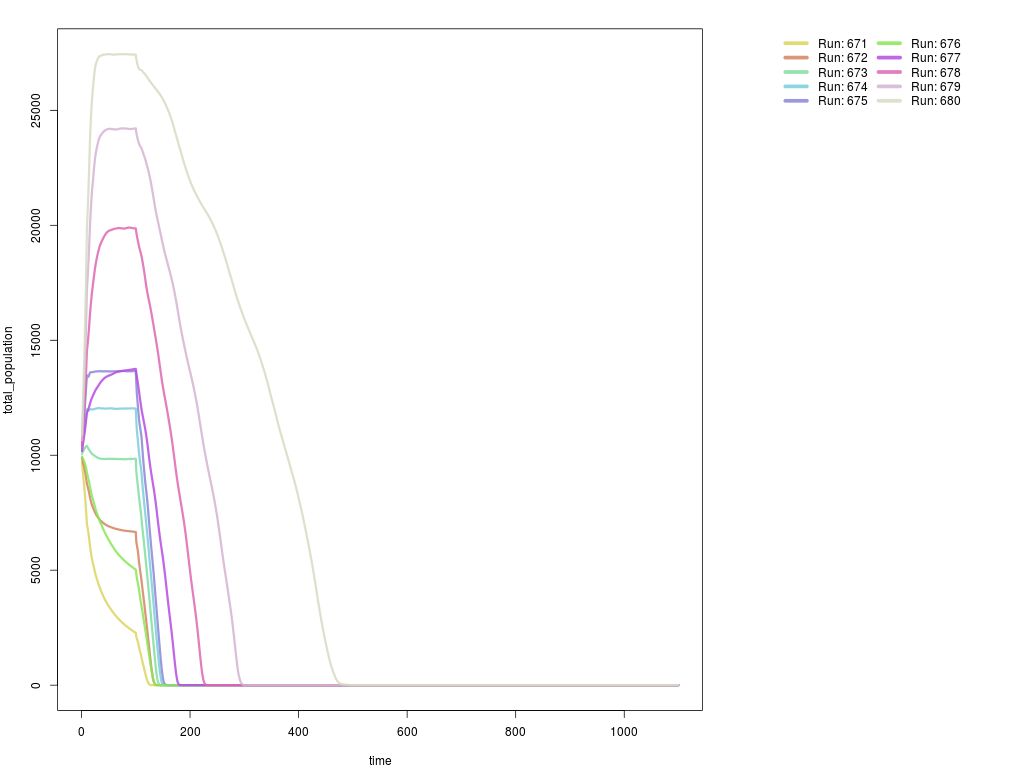 total_population
25000
20000
15000
10000
5000
0
0 200 400 600 800 1000
time
Run: 671
Run: 672
Run: 673
Run: 674
Run: 675
Run: 676
Run: 677
Run: 678
Run: 679
Run: 680